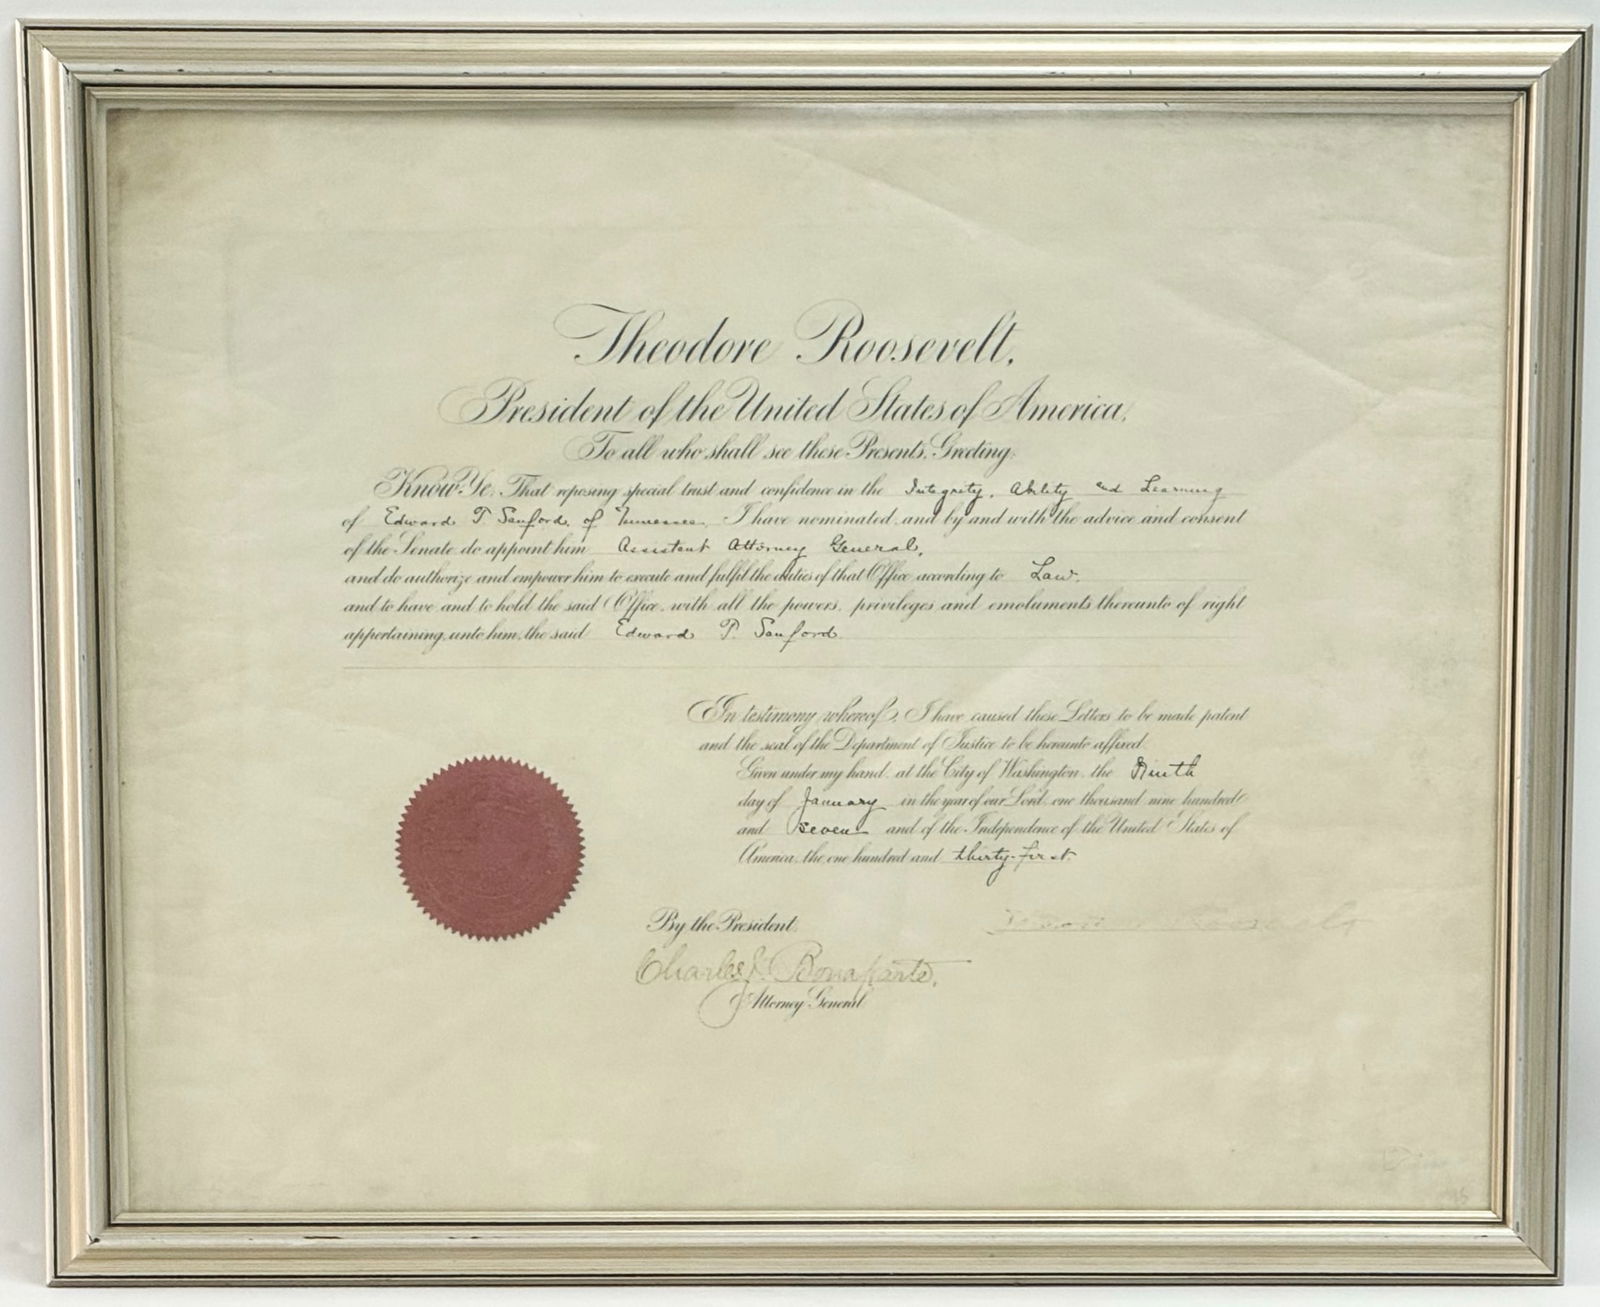 Theodore Roosevelt,
President of the United States of America,
To all who shall see these Presents, Greeting:
Know Ye, That reposing special trust and confidence in the Integrity, Ability and Learning
of Edward T. Sanford, of Tennessee, I have nominated, and by and with the advice and consent
of the Senate do appoint him Assistant Attorney General,
and do authorize and empower him to execute and fulfil the duties of that Office according to Law,
and to have and to hold the said Office, with all the powers, privileges and emoluments thereunto of right
appertaining, unto him, the said Edward T. Sanford.
In testimony whereof, I have caused these Letters to be made patent
and the seal of the Department of Justice to be hereunto affixed.
Given under my hand, at the City of Washington, the Ninth
day of January in the year of our Lord one thousand nine hundred
and seven and of the Independence of the United States of
America, the one hundred and thirty-first.
Theodore Roosevelt
By the President:
Charles J. Bonaparte,
Attorney General